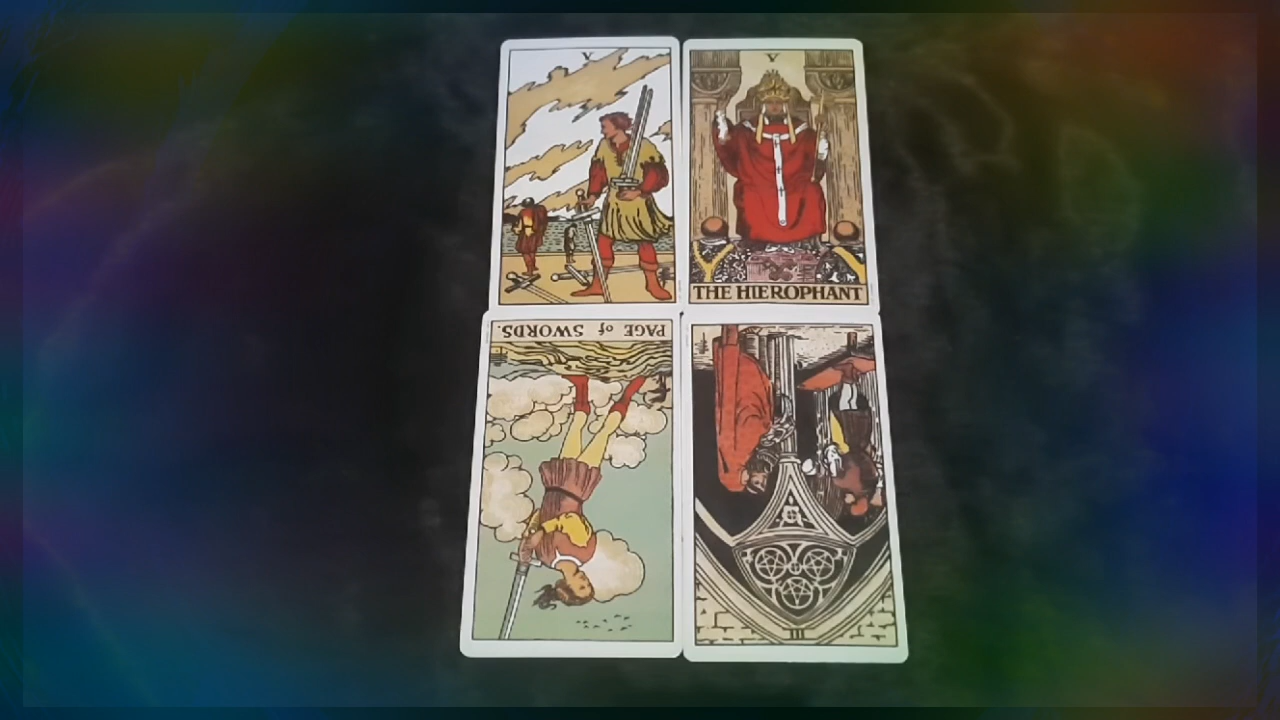 V
V
THE HIEROPHANT
PAGE of SWORDS.
III